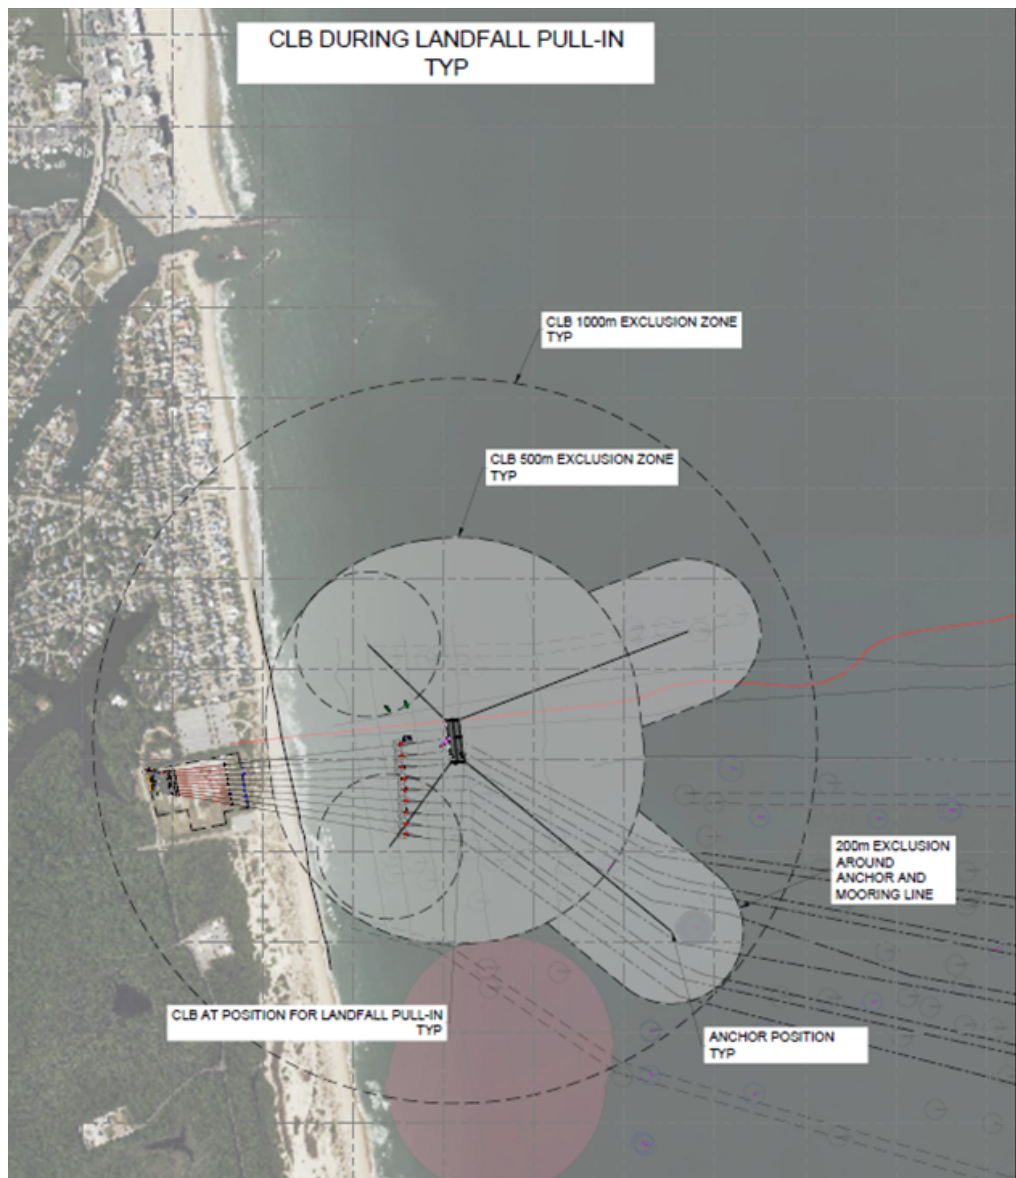 CLB DURING LANDFALL PULL-IN
TYP
CLB 1000m EXCLUSION ZONE
TYP
CLB 500m EXCLUSION ZONE
TYP
200m EXCLUSION
AROUND
ANCHOR AND
MOORING LINE
CLB AT POSITION FOR LANDFALL PULL-IN
TYP
ANCHOR POSITION
TYP